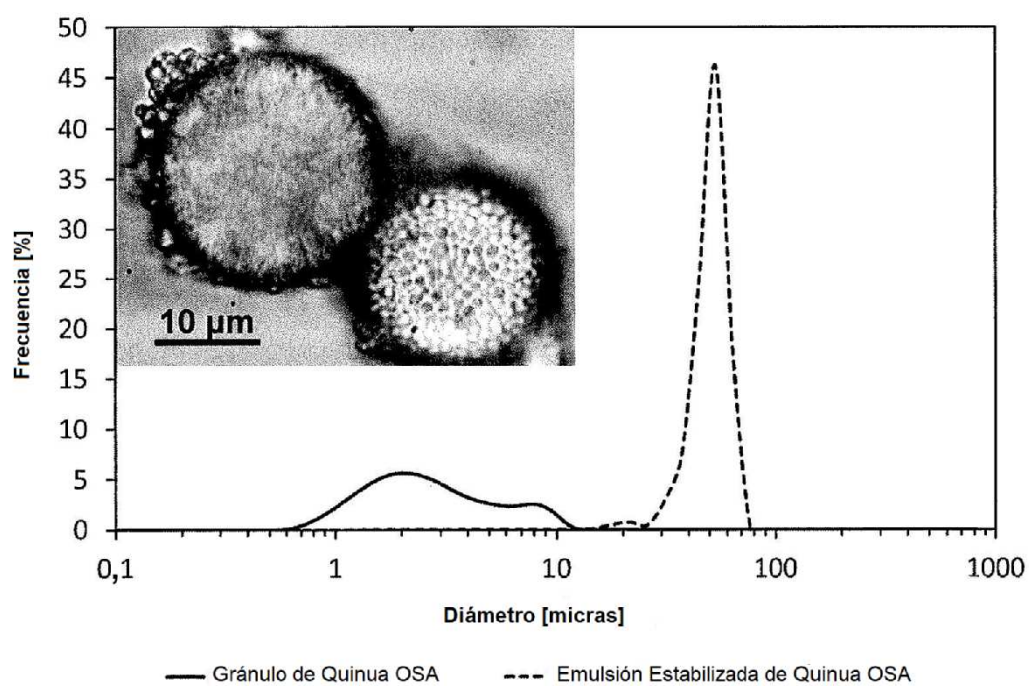 50
45
40
35
30
25
20
15
10
5
0
Frecuencia [%]
10 µm
0,1 1 10 100 1000
Diámetro [micras]
Gránulo de Quinua OSA Emulsión Estabilizada de Quinua OSA